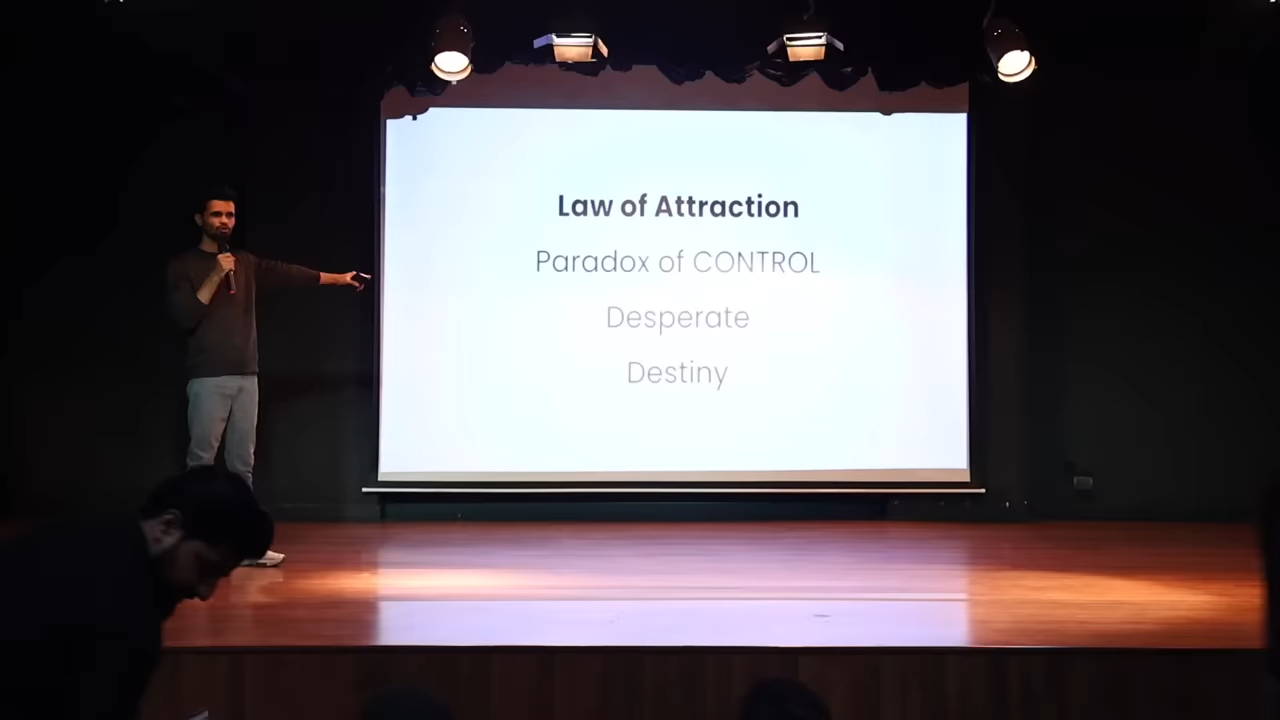 Law of Attraction
Paradox of CONTROL
Desperate
Destiny